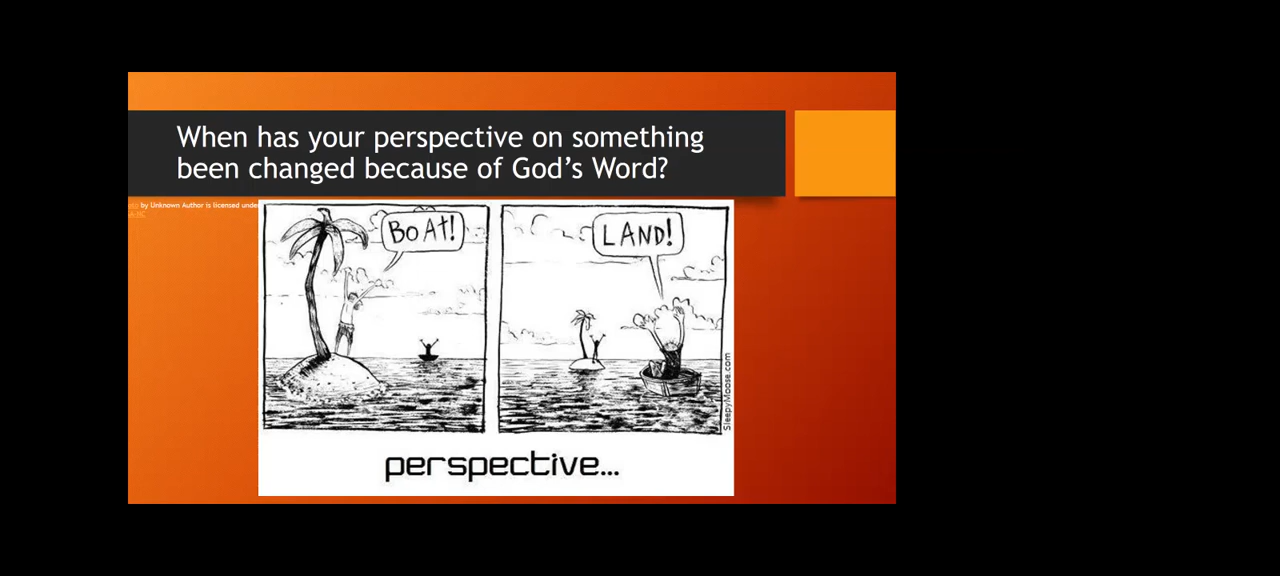 When has your perspective on something
been changed because of God's Word?
by Unknown Author is licensed unde
BOAt!
LAND!
SleepyMoose.com
perspective...